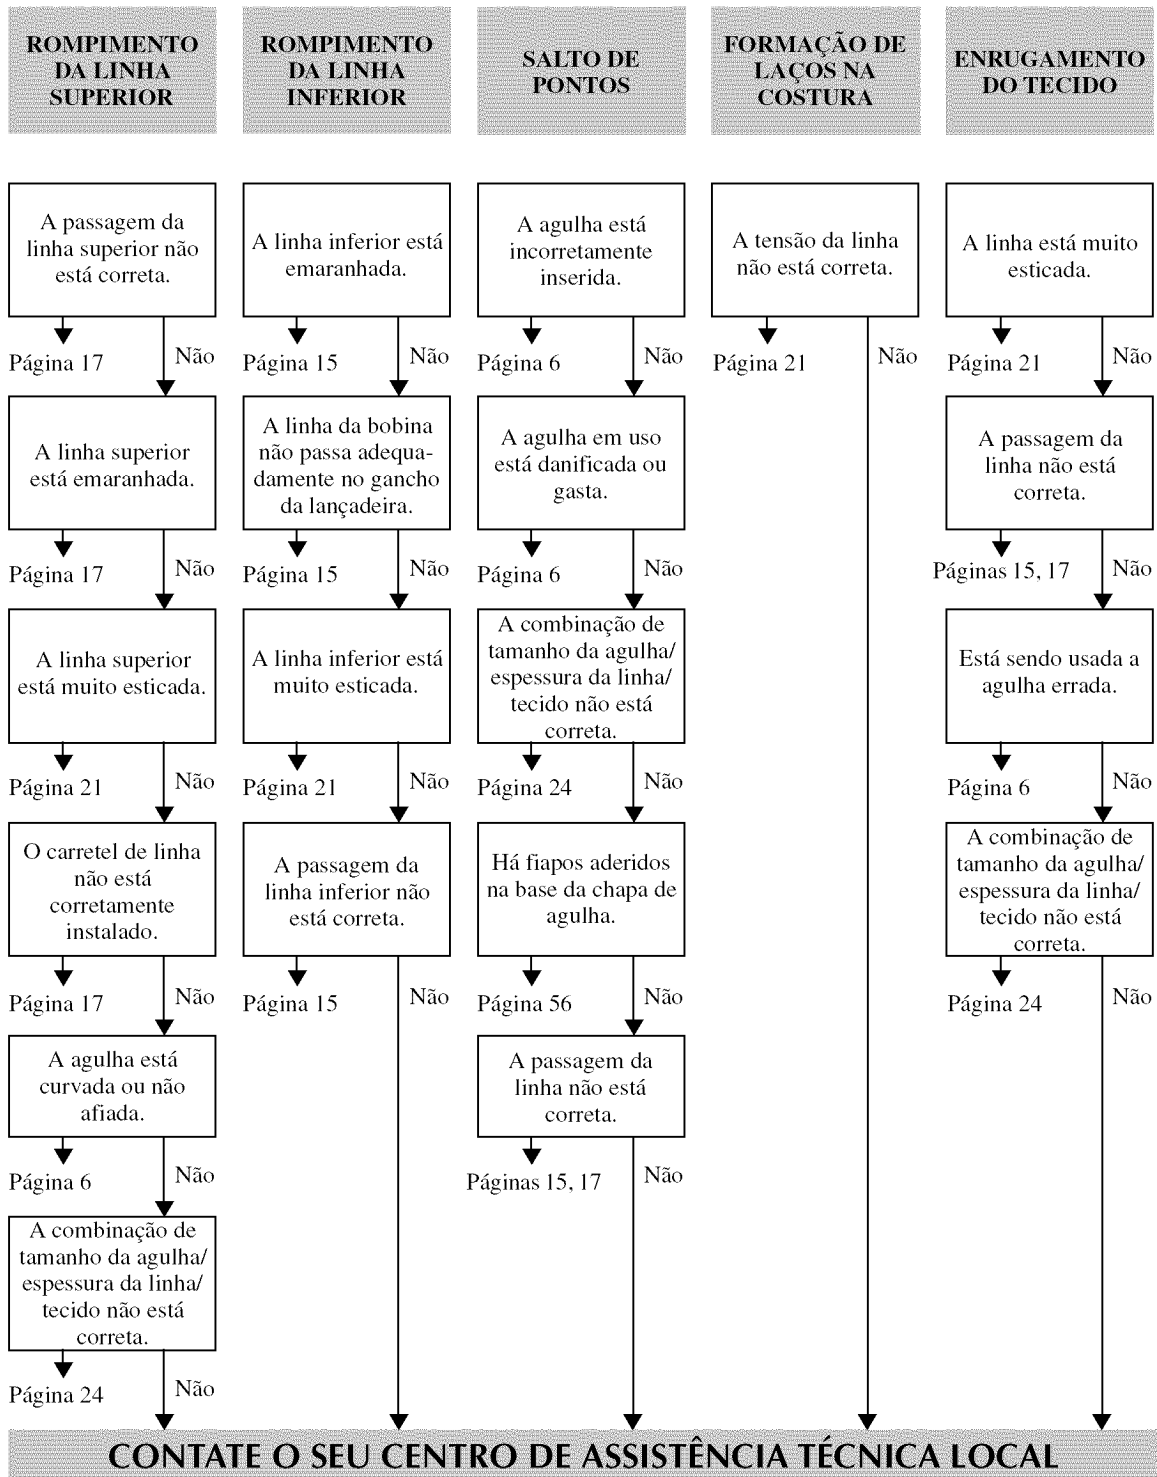 ROMPIMENTO
DA LINHA
SUPERIOR
A passagem da
linha superior não
está correta.
Página 17
Não
A linha superior
está emaranhada.
Página 17
Não
A linha superior
está muito esticada.
Página 21
Não
O carretel de linha
não está
corretamente
instalado.
Página 17
Não
A agulha está
curvada ou não
afiada.
Página 6
Não
A combinação de
tamanho da agulha/
espessura da linha/
tecido não está
correta.
Página 24
Não
ROMPIMENTO
DA LINHA
INFERIOR
A linha inferior está
emaranhada.
Página 15
Não
A linha da bobina
não passa adequa-
damente no gancho
da lançadeira.
Página 15
Não
A linha inferior está
muito esticada.
Página 21
Não
A passagem da
linha inferior não
está correta.
Página 15
Não
SALTO DE
PONTOS
A agulha está
incorretamente
inserida.
Página 6
Não
A agulha em uso
está danificada ou
gasta.
Página 6
Não
A combinação de
tamanho da agulha/
espessura da linha/
tecido não está
correta.
Página 24
Não
Há fiapos aderidos
na base da chapa de
agulha.
Página 56
Não
A passagem da
linha não está
correta.
Páginas 15, 17
Não
FORMAÇÃO DE
LAÇOS NA
COSTURA
A tensão da linha
não está correta.
Página 21
Não
ENRUGAMENTO
DO TECIDO
A linha está muito
esticada.
Página 21
Não
A passagem da
linha não está
correta.
Páginas 15, 17
Não
Está sendo usada a
agulha errada.
Página 6
Não
A combinação de
tamanho da agulha/
espessura da linha/
tecido não está
correta.
Página 24
Não
CONTATE O SEU CENTRO DE ASSISTÊNCIA TÉCNICA LOCAL